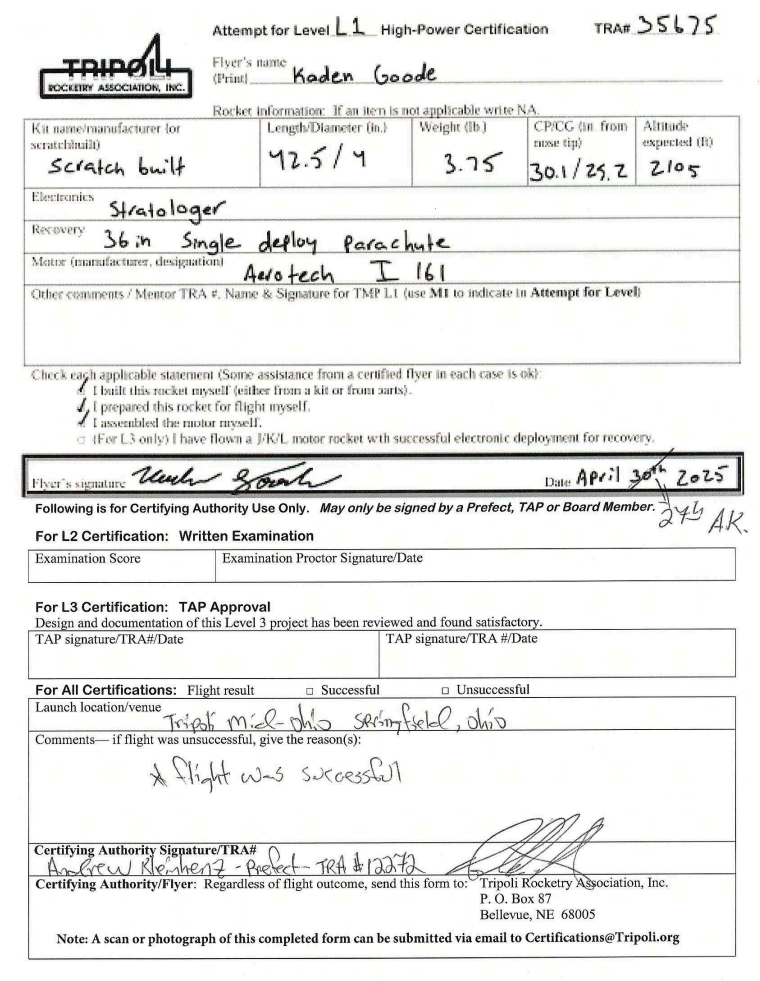 Attempt for Level L1 High-Power Certification TRA# 35675
TRIPOLI
ROCKETRY ASSOCIATION, INC.
Flyer's name
(Print) Kaden Goode
Rocket Information: If an item is not applicable write NA.
Kit name/manufacturer (or scratchbuilt) Length/Diameter (in.) Weight (lb.) CP/CG (in. from nose tip) Altitude expected (ft)
Scratch built 42.5/4 3.75 30.1/25.2 2105
Electronics Stratologer
Recovery 36 in Single deploy parachute
Motor (manufacturer, designation) Aerotech I 161
Other comments / Mentor TRA #, Name & Signature for TMP L1 (use M1 to indicate in Attempt for Level)
Check each applicable statement (Some assistance from a certified flyer in each case is ok):
✓ I built this rocket myself (either from a kit or from parts).
✓ I prepared this rocket for flight myself.
✓ I assembled the motor myself.
□ (For L3 only) I have flown a J/K/L motor rocket with successful electronic deployment for recovery.
Flyer's signature Date April 30th 2025
27th A.K.
Following is for Certifying Authority Use Only. May only be signed by a Prefect, TAP or Board Member.
For L2 Certification: Written Examination
Examination Score Examination Proctor Signature/Date
For L3 Certification: TAP Approval
Design and documentation of this Level 3 project has been reviewed and found satisfactory.
TAP signature/TRA#/Date TAP signature/TRA #/Date
For All Certifications: Flight result □ Successful □ Unsuccessful
Launch location/venue Tripoli Mid-Ohio Springfield, Ohio
Comments— if flight was unsuccessful, give the reason(s):
* flight was successful
Certifying Authority Signature/TRA#
Andrew Kleinhenz - Prefect - TRA #12272
Certifying Authority/Flyer: Regardless of flight outcome, send this form to: Tripoli Rocketry Association, Inc.
P. O. Box 87
Bellevue, NE 68005
Note: A scan or photograph of this completed form can be submitted via email to Certifications@Tripoli.org